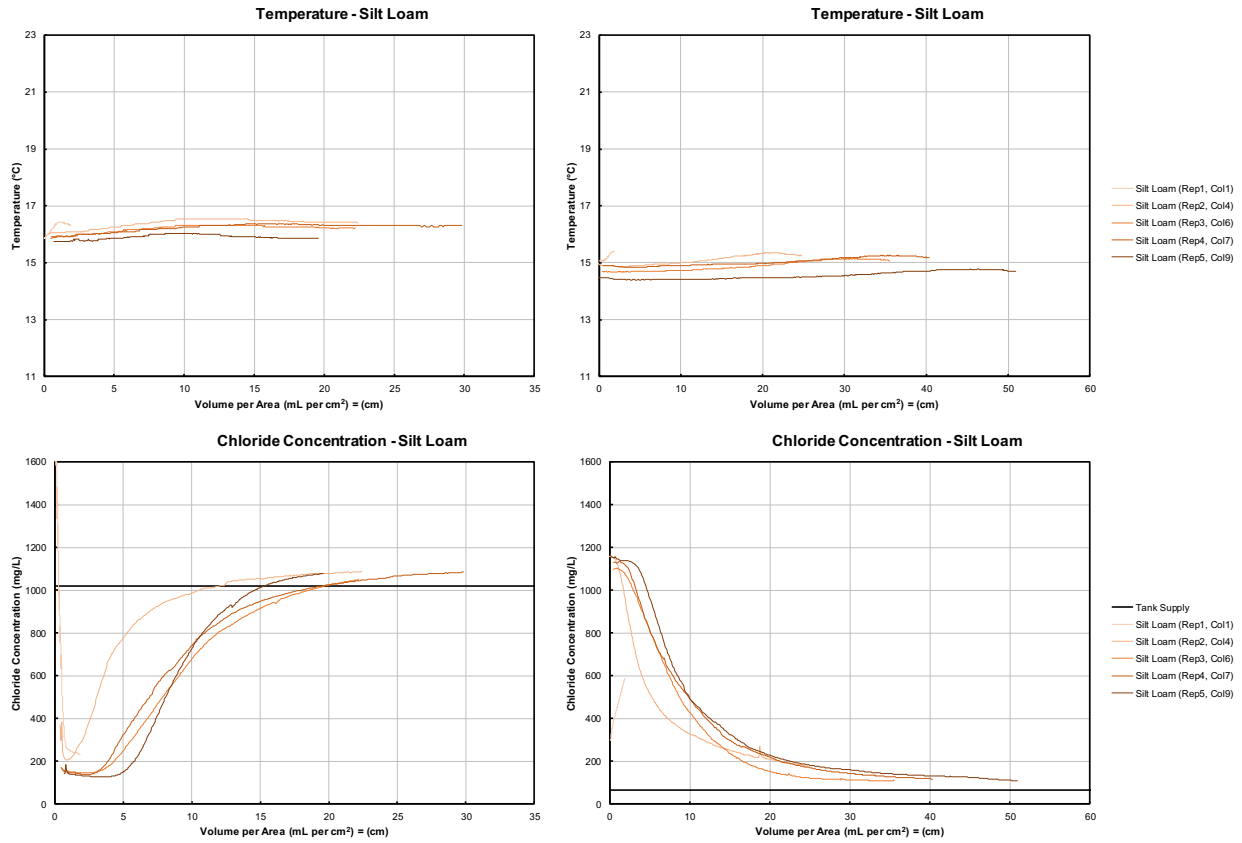 Temperature - Silt Loam
23
21
19
17
15
13
11
Temperature (°C)
0 5 10 15 20 25 30 35
Volume per Area (mL per cm²) = (cm)
Temperature - Silt Loam
23
21
19
17
15
13
11
Temperature (°C)
0 10 20 30 40 50 60
Volume per Area (mL per cm²) = (cm)
Silt Loam (Rep1, Col1)
Silt Loam (Rep2, Col4)
Silt Loam (Rep3, Col6)
Silt Loam (Rep4, Col7)
Silt Loam (Rep5, Col9)
Chloride Concentration - Silt Loam
1600
1400
1200
1000
800
600
400
200
0
Chloride Concentration (mg/L)
0 5 10 15 20 25 30 35
Volume per Area (mL per cm²) = (cm)
Chloride Concentration - Silt Loam
1600
1400
1200
1000
800
600
400
200
0
Chloride Concentration (mg/L)
0 10 20 30 40 50 60
Volume per Area (mL per cm²) = (cm)
Tank Supply
Silt Loam (Rep1, Col1)
Silt Loam (Rep2, Col4)
Silt Loam (Rep3, Col6)
Silt Loam (Rep4, Col7)
Silt Loam (Rep5, Col9)